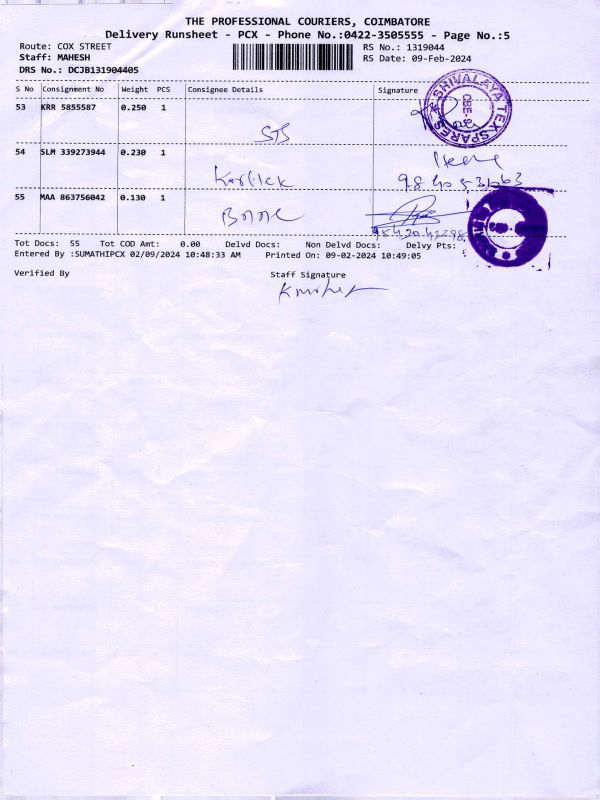 THE PROFESSIONAL COURIERS, COIMBATORE
Delivery Runsheet - PCX - Phone No.:0422-3505555 - Page No.:5
Route: COX STREET RS No.: 1319044
Staff: MAHESH RS Date: 09-Feb-2024
DRS No.: DCJB131904405
S No Consignment No Weight PCS Consignee Details Signature
53 KRR 5855587 0.250 1
SHIVALAYA TEXSPARES
STS
54 SLM 339273944 0.230 1
55 MAA 863756042 0.130 1
Tot Docs: 55 Tot COD Amt: 0.00 Delvd Docs: Non Delvd Docs: Delvy Pts:
Entered By :SUMATHIPCX 02/09/2024 10:48:33 AM Printed On: 09-02-2024 10:49:05
Verified By Staff Signature